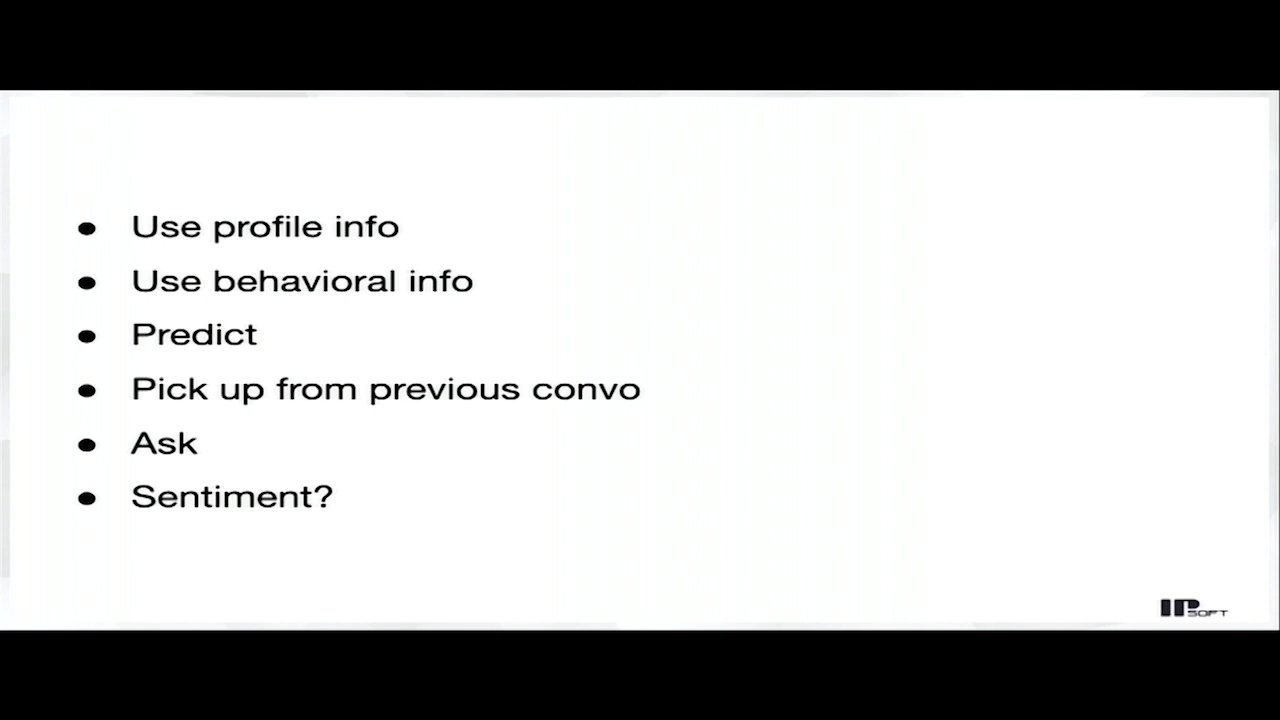 ● Use profile info
● Use behavioral info
● Predict
● Pick up from previous convo
● Ask
● Sentiment?
IPSOFT